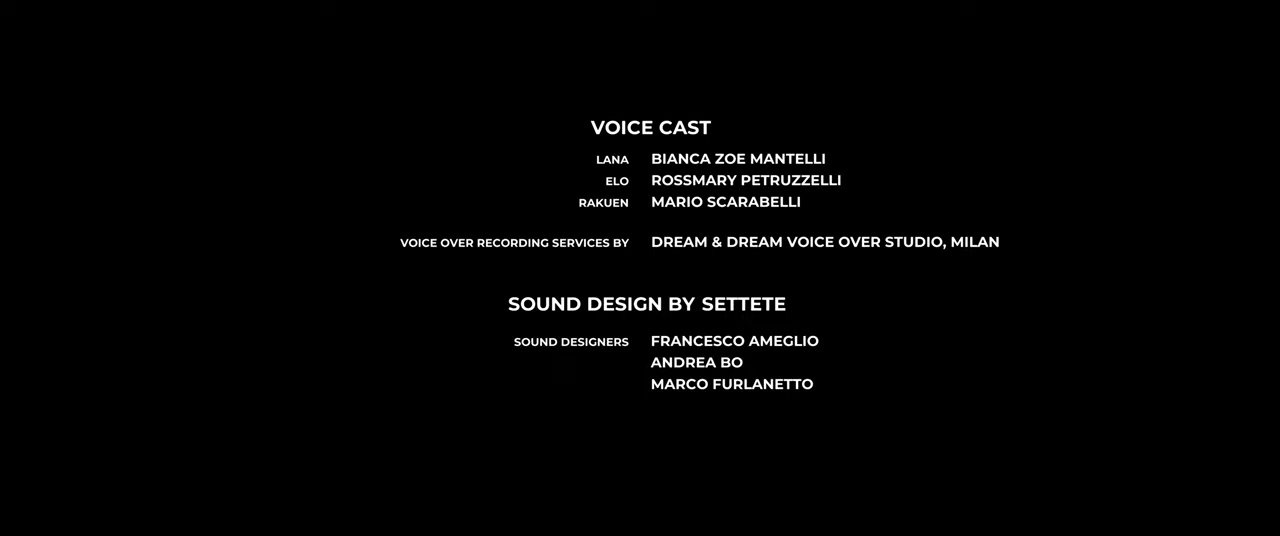 VOICE CAST
LANA BIANCA ZOE MANTELLI
ELO ROSSMARY PETRUZZELLI
RAKUEN MARIO SCARABELLI
VOICE OVER RECORDING SERVICES BY DREAM & DREAM VOICE OVER STUDIO, MILAN
SOUND DESIGN BY SETTETE
SOUND DESIGNERS FRANCESCO AMEGLIO
ANDREA BO
MARCO FURLANETTO